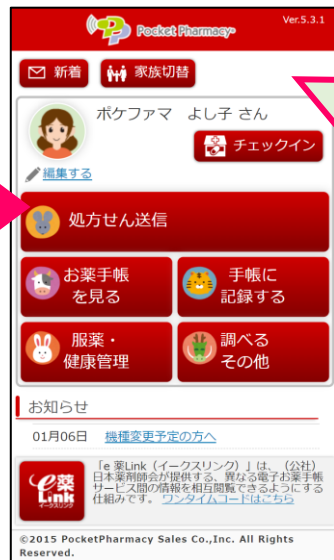 Pocket Pharmacy®
Ver.5.3.1
新着
家族切替
ポケファマ よし子 さん
チェックイン
編集する
処方せん送信
お薬手帳
を見る
手帳に
記録する
服薬・
健康管理
調べる
その他
お知らせ
01月06日 機種変更予定の方へ
e薬
Link
イークスリンク
「e 薬Link（イークスリンク）」は、（公社）
日本薬剤師会が提供する、異なる電子お薬手帳
サービス間の情報を相互閲覧できるようにする
仕組みです。 ワンタイムコードはこちら
©2015 PocketPharmacy Sales Co.,Inc. All Rights
Reserved.